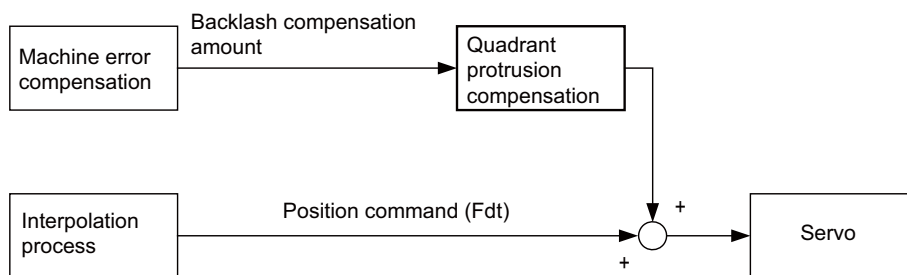 Backlash compensation
amount
Machine error
compensation
Quadrant
protrusion
compensation
+
Interpolation
process
Position command (Fdt)
+
Servo